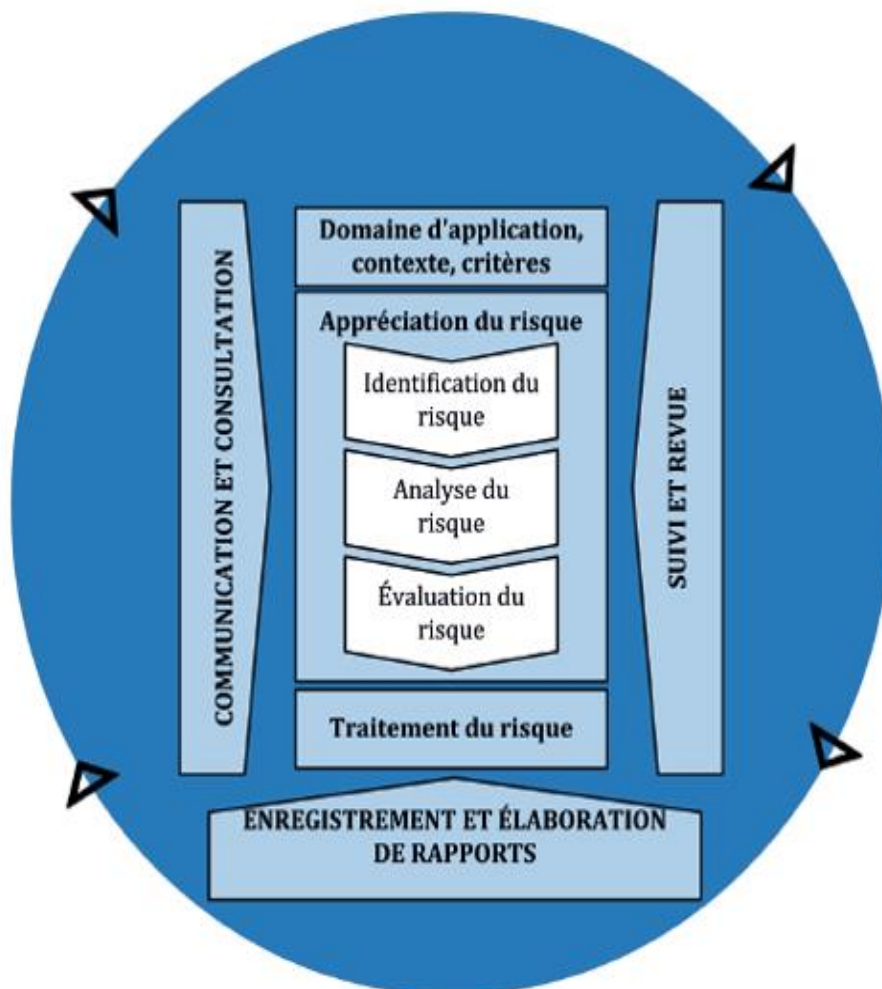 Domaine d'application,
contexte, critères
Appréciation du risque
Identification du
risque
Analyse du
risque
Évaluation du
risque
Traitement du risque
COMMUNICATION ET CONSULTATION
SUIVI ET REVUE
ENREGISTREMENT ET ÉLABORATION
DE RAPPORTS